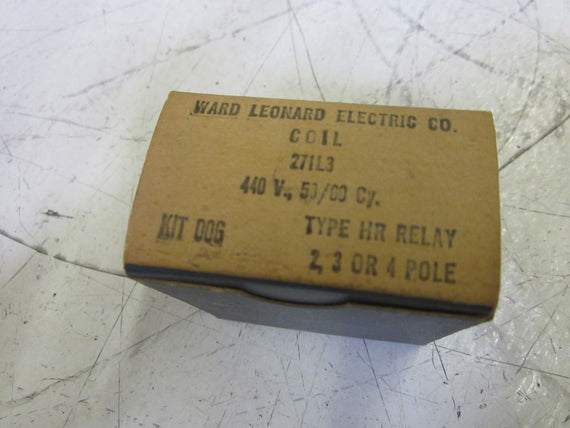 WARD LEONARD ELECTRIC CO.
COIL
271L3
440 V., 50/60 Cy.
KIT 006 TYPE HR RELAY
2, 3 OR 4 POLE